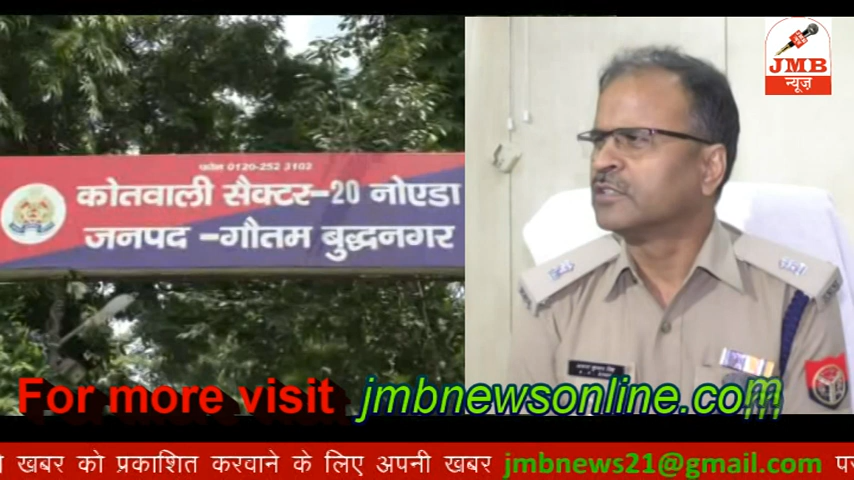 फोन 0120-252 3103
कोतवाली सैक्टर-20 नोएडा
जनपद -गौतम बुद्धनगर
JMB
न्यूज़
For more visit jmbnewsonline.com
खबर को प्रकाशित करवाने के लिए अपनी खबर jmbnews21@gmail.com